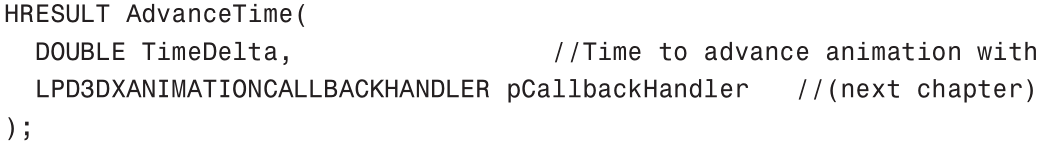 HRESULT AdvanceTime(
  DOUBLE TimeDelta,                //Time to advance animation with
  LPD3DXANIMATIONCALLBACKHANDLER pCallbackHandler   //(next chapter)
);